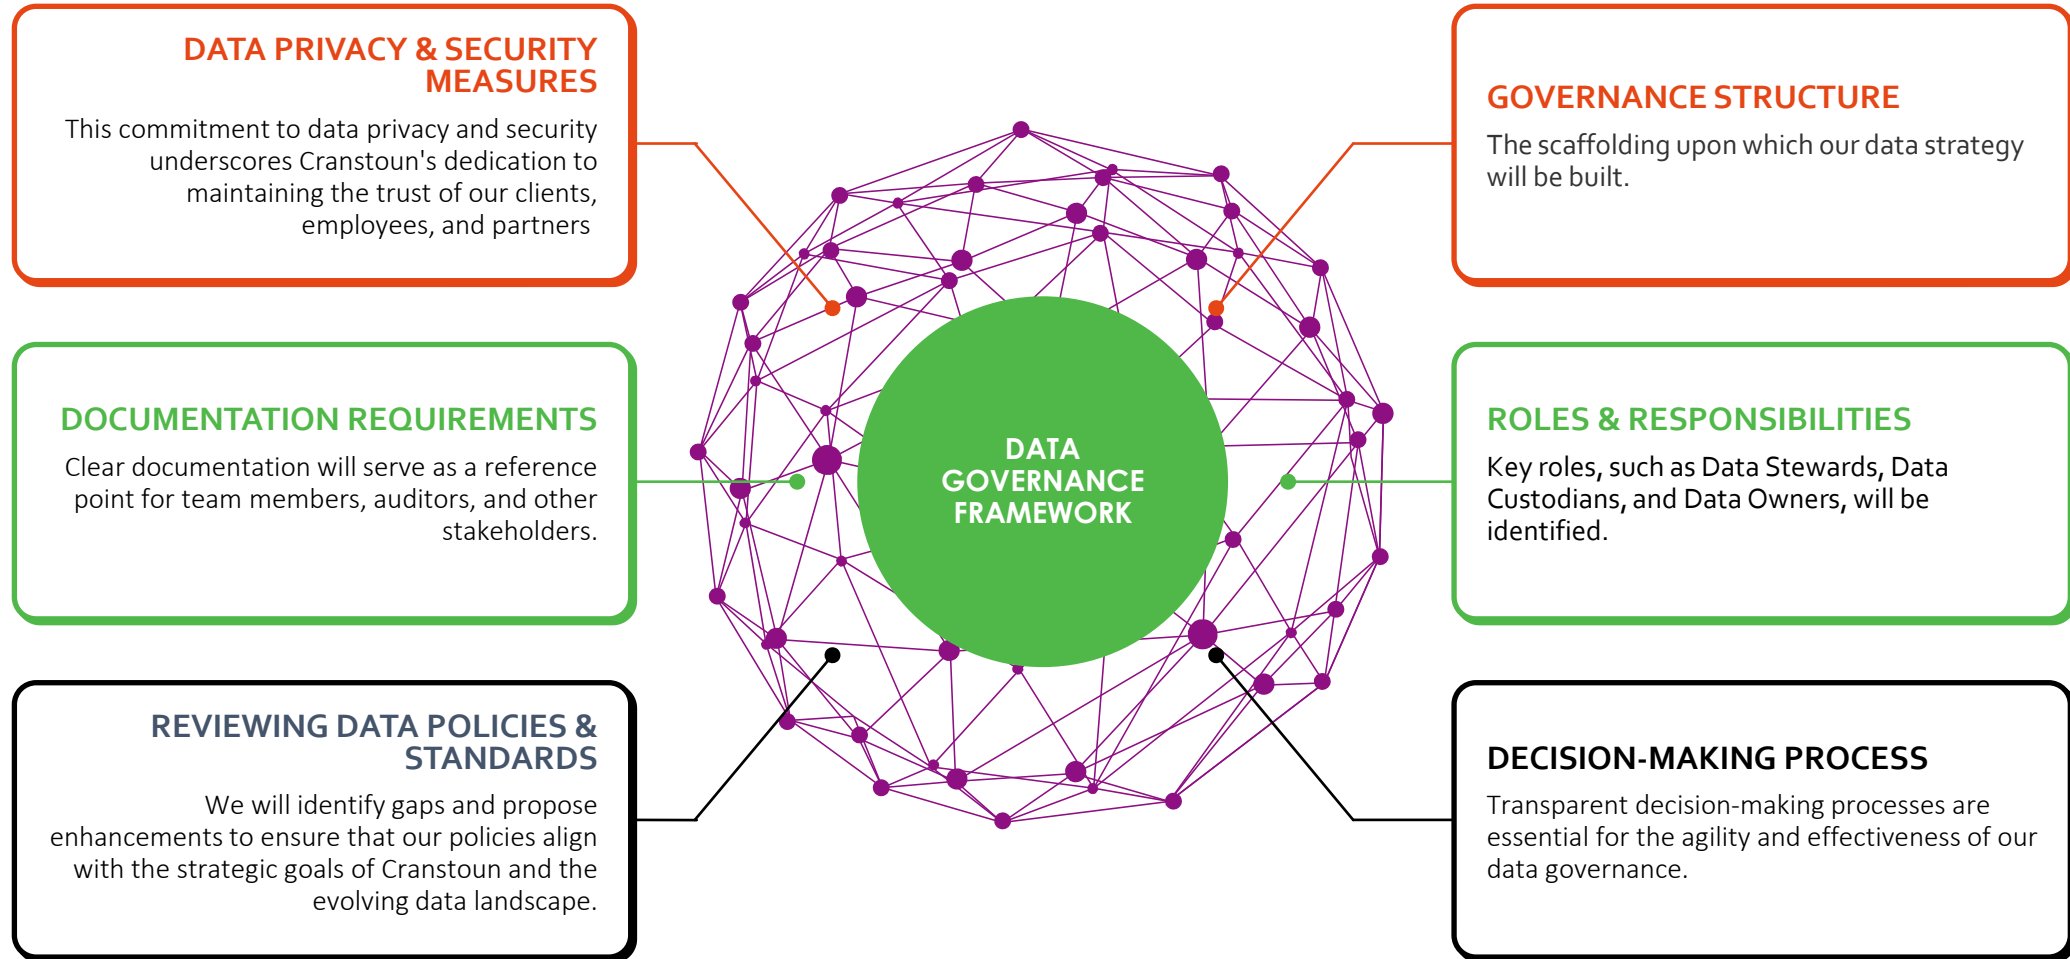 DATA PRIVACY & SECURITY
MEASURES
This commitment to data privacy and security
underscores Cranstoun's dedication to
maintaining the trust of our clients,
employees, and partners
DOCUMENTATION REQUIREMENTS
Clear documentation will serve as a reference
point for team members, auditors, and other
stakeholders.
REVIEWING DATA POLICIES &
STANDARDS
We will identify gaps and propose
enhancements to ensure that our policies align
with the strategic goals of Cranstoun and the
evolving data landscape.
DATA
GOVERNANCE
FRAMEWORK
GOVERNANCE STRUCTURE
The scaffolding upon which our data strategy
will be built.
ROLES & RESPONSIBILITIES
Key roles, such as Data Stewards, Data
Custodians, and Data Owners, will be
identified.
DECISION-MAKING PROCESS
Transparent decision-making processes are
essential for the agility and effectiveness of our
data governance.